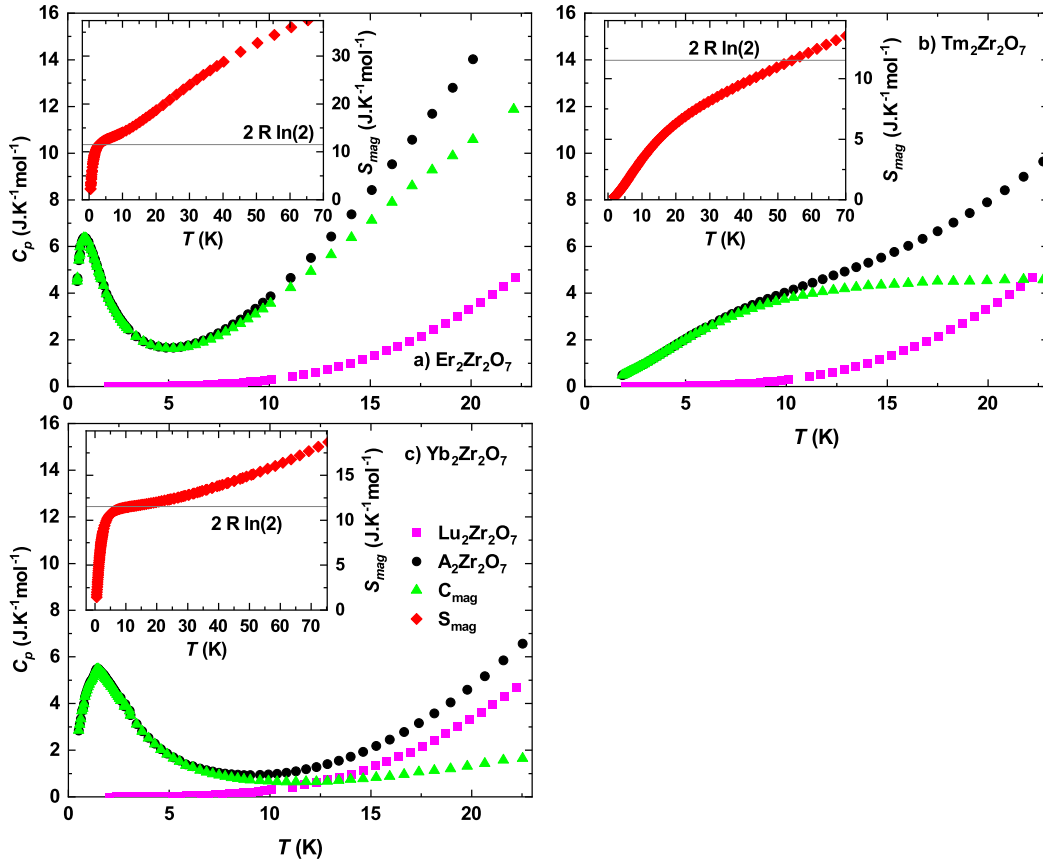 16
14
12
10
8
6
4
2
0
C_p (J.K⁻¹mol⁻¹)
0 5 10 15 20
30
20
10
0
S_mag (J.K⁻¹mol⁻¹)
2 R ln(2)
0 10 20 30 40 50 60 70
T (K)
a) Er₂Zr₂O₇
16
14
12
10
8
6
4
2
0
0 5 10 15 20
T (K)
10
5
0
S_mag (J.K⁻¹mol⁻¹)
2 R ln(2)
0 10 20 30 40 50 60 70
T (K)
b) Tm₂Zr₂O₇
16
14
12
10
8
6
4
2
0
C_p (J.K⁻¹mol⁻¹)
0 5 10 15 20
T (K)
15
10
5
0
S_mag (J.K⁻¹mol⁻¹)
2 R ln(2)
0 10 20 30 40 50 60 70
T (K)
c) Yb₂Zr₂O₇
Lu₂Zr₂O₇
A₂Zr₂O₇
C_mag
S_mag